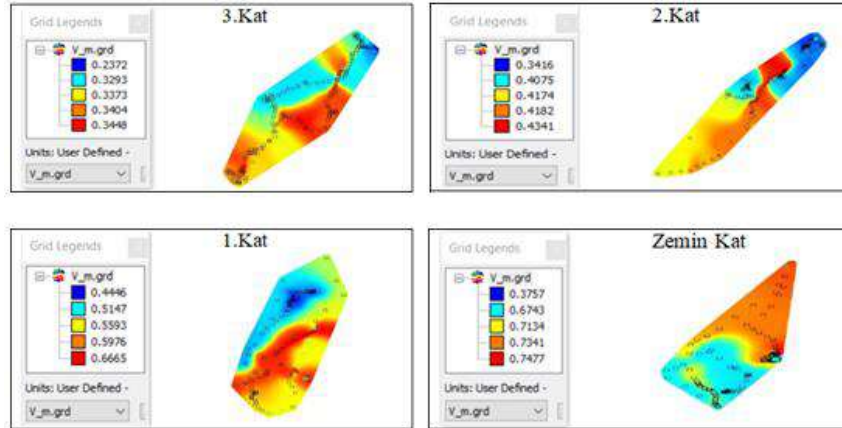 3.Kat
Grid Legends
V_m.grd
0.2372
0.3293
0.3373
0.3404
0.3448
Units: User Defined -
V_m.grd
2.Kat
Grid Legends
V_m.grd
0.3416
0.4075
0.4174
0.4182
0.4341
Units: User Defined -
V_m.grd
1.Kat
Grid Legends
V_m.grd
0.4446
0.5147
0.5593
0.5976
0.6665
Units: User Defined -
V_m.grd
Zemin Kat
Grid Legends
V_m.grd
0.3757
0.6743
0.7134
0.7341
0.7477
Units: User Defined -
V_m.grd